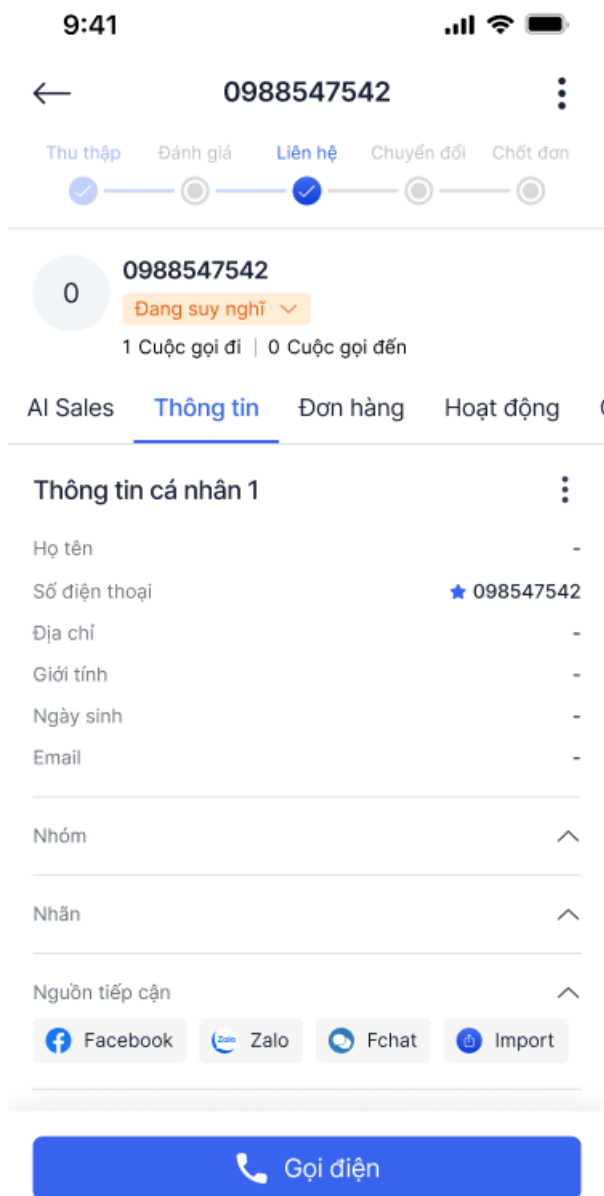 9:41
0988547542
Thu thập Đánh giá Liên hệ Chuyển đổi Chốt đơn
0
0988547542
Đang suy nghĩ
1 Cuộc gọi đi | 0 Cuộc gọi đến
AI Sales Thông tin Đơn hàng Hoạt động
Thông tin cá nhân 1
Họ tên -
Số điện thoại 098547542
Địa chỉ -
Giới tính -
Ngày sinh -
Email -
Nhóm
Nhãn
Nguồn tiếp cận
Facebook Zalo Zalo Fchat Import
Gọi điện